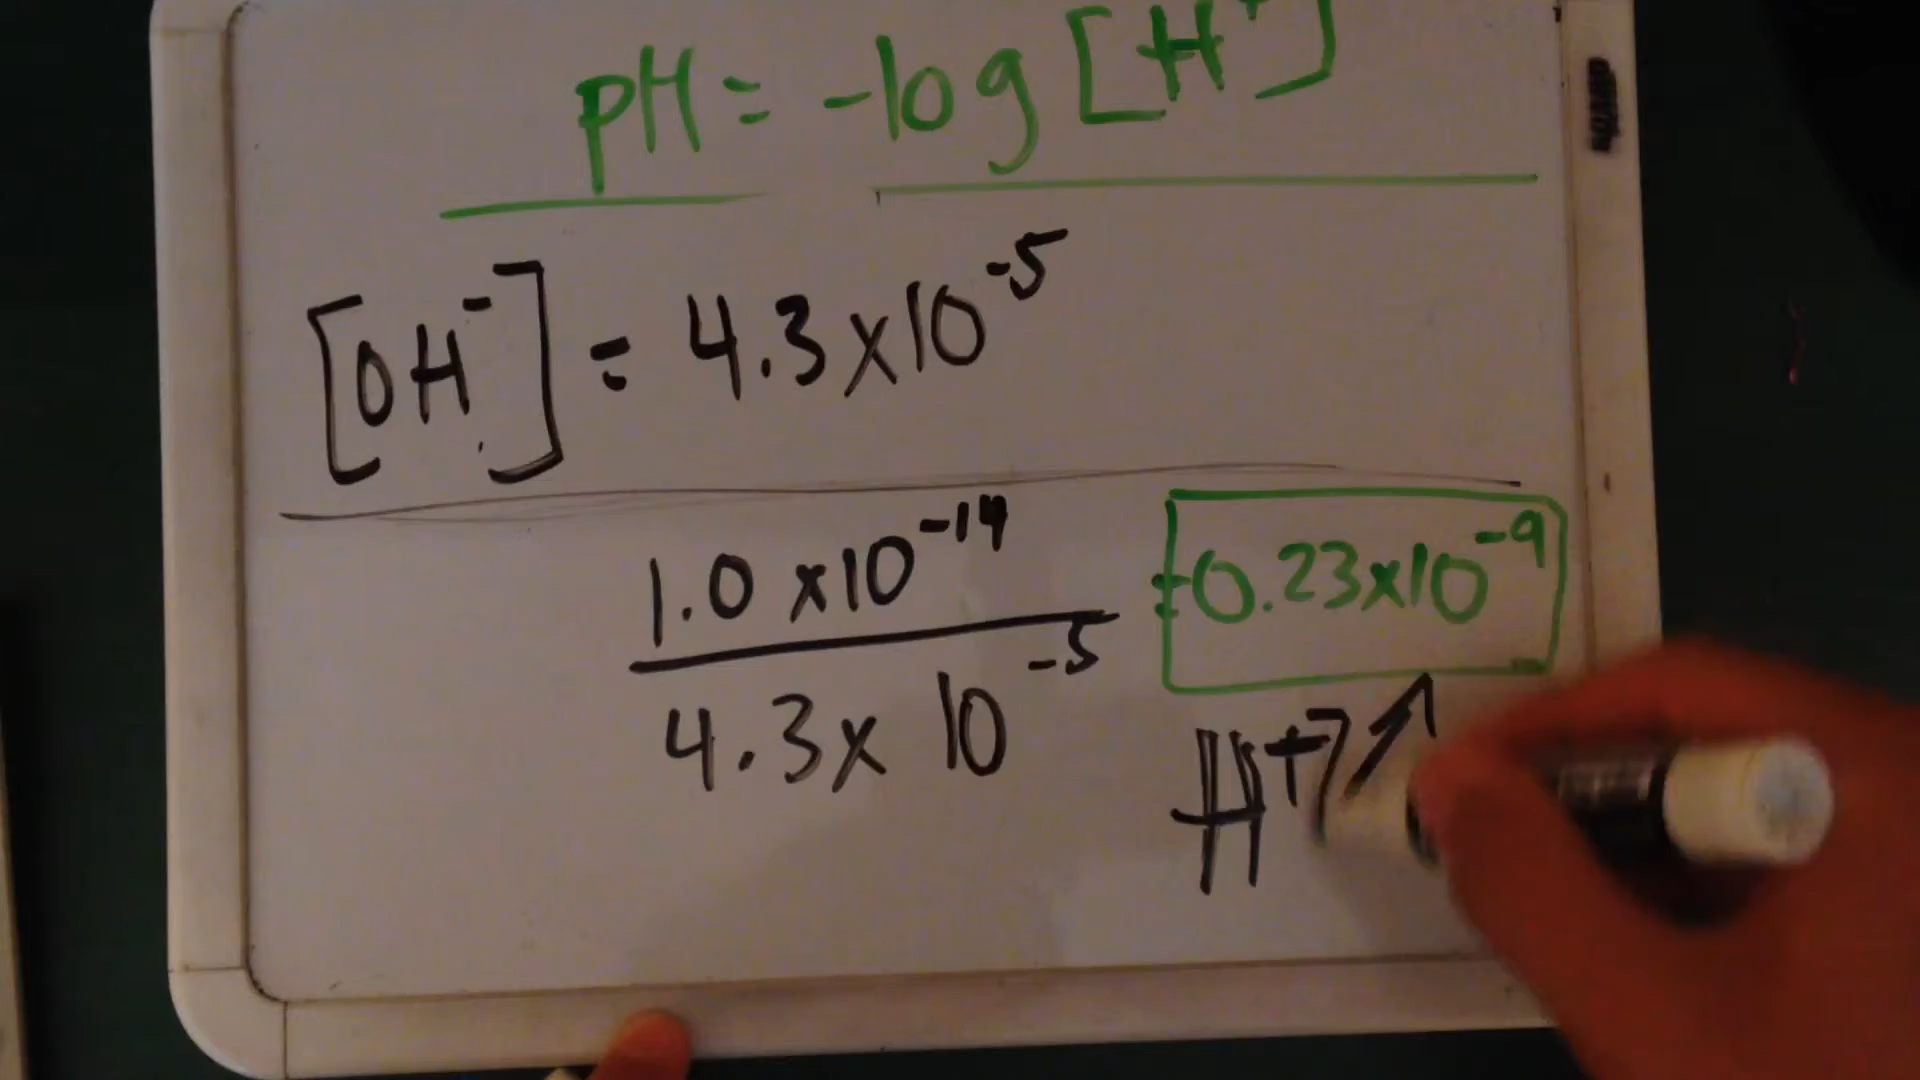 pH = -log [H⁺]
[OH⁻] = 4.3x10⁻⁵
1.0 x10⁻¹⁴
4.3x 10⁻⁵
=0.23x10⁻⁹
H⁺